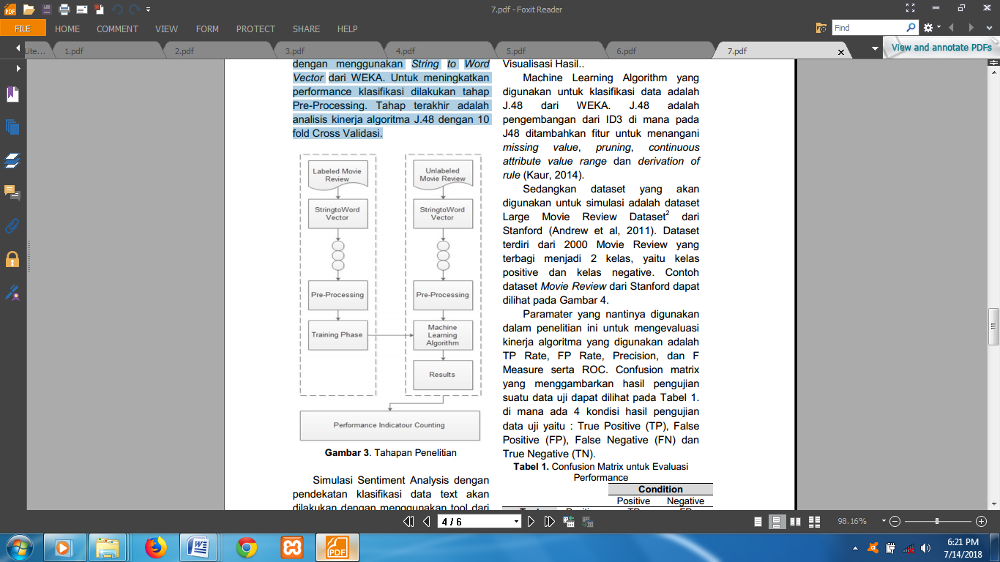 7.pdf - Foxit Reader
FILE HOME COMMENT VIEW FORM PROTECT SHARE HELP
Find
Lite... 1.pdf 2.pdf 3.pdf 4.pdf 5.pdf 6.pdf 7.pdf
View and annotate PDFs
dengan menggunakan String to Word
Vector dari WEKA. Untuk meningkatkan
performance klasifikasi dilakukan tahap
Pre-Processing. Tahap terakhir adalah
analisis kinerja algoritma J.48 dengan 10
fold Cross Validasi.
Labeled Movie
Review
StringtoWord
Vector
Pre-Processing
Training Phase
Unlabeled
Movie Review
StringtoWord
Vector
Pre-Processing
Machine
Learning
Algorithm
Results
Performance Indicatour Counting
Gambar 3. Tahapan Penelitian
Simulasi Sentiment Analysis dengan
pendekatan klasifikasi data text akan
dilakukan dengan menggunakan tool dari
Visualisasi Hasil..
Machine Learning Algorithm yang
digunakan untuk klasifikasi data adalah
J.48 dari WEKA. J.48 adalah
pengembangan dari ID3 di mana pada
J48 ditambahkan fitur untuk menangani
missing value, pruning, continuous
attribute value range dan derivation of
rule (Kaur, 2014).
Sedangkan dataset yang akan
digunakan untuk simulasi adalah dataset
Large Movie Review Dataset2 dari
Stanford (Andrew et al, 2011). Dataset
terdiri dari 2000 Movie Review yang
terbagi menjadi 2 kelas, yaitu kelas
positive dan kelas negative. Contoh
dataset Movie Review dari Stanford dapat
dilihat pada Gambar 4.
Paramater yang nantinya digunakan
dalam penelitian ini untuk mengevaluasi
kinerja algoritma yang digunakan adalah
TP Rate, FP Rate, Precision, dan F
Measure serta ROC. Confusion matrix
yang menggambarkan hasil pengujian
suatu data uji dapat dilihat pada Tabel 1.
di mana ada 4 kondisi hasil pengujian
data uji yaitu : True Positive (TP), False
Positive (FP), False Negative (FN) dan
True Negative (TN).
Tabel 1. Confusion Matrix untuk Evaluasi
Performance
Condition
Positive Negative
4 / 6
98.16%
PDF
6:21 PM
7/14/2018